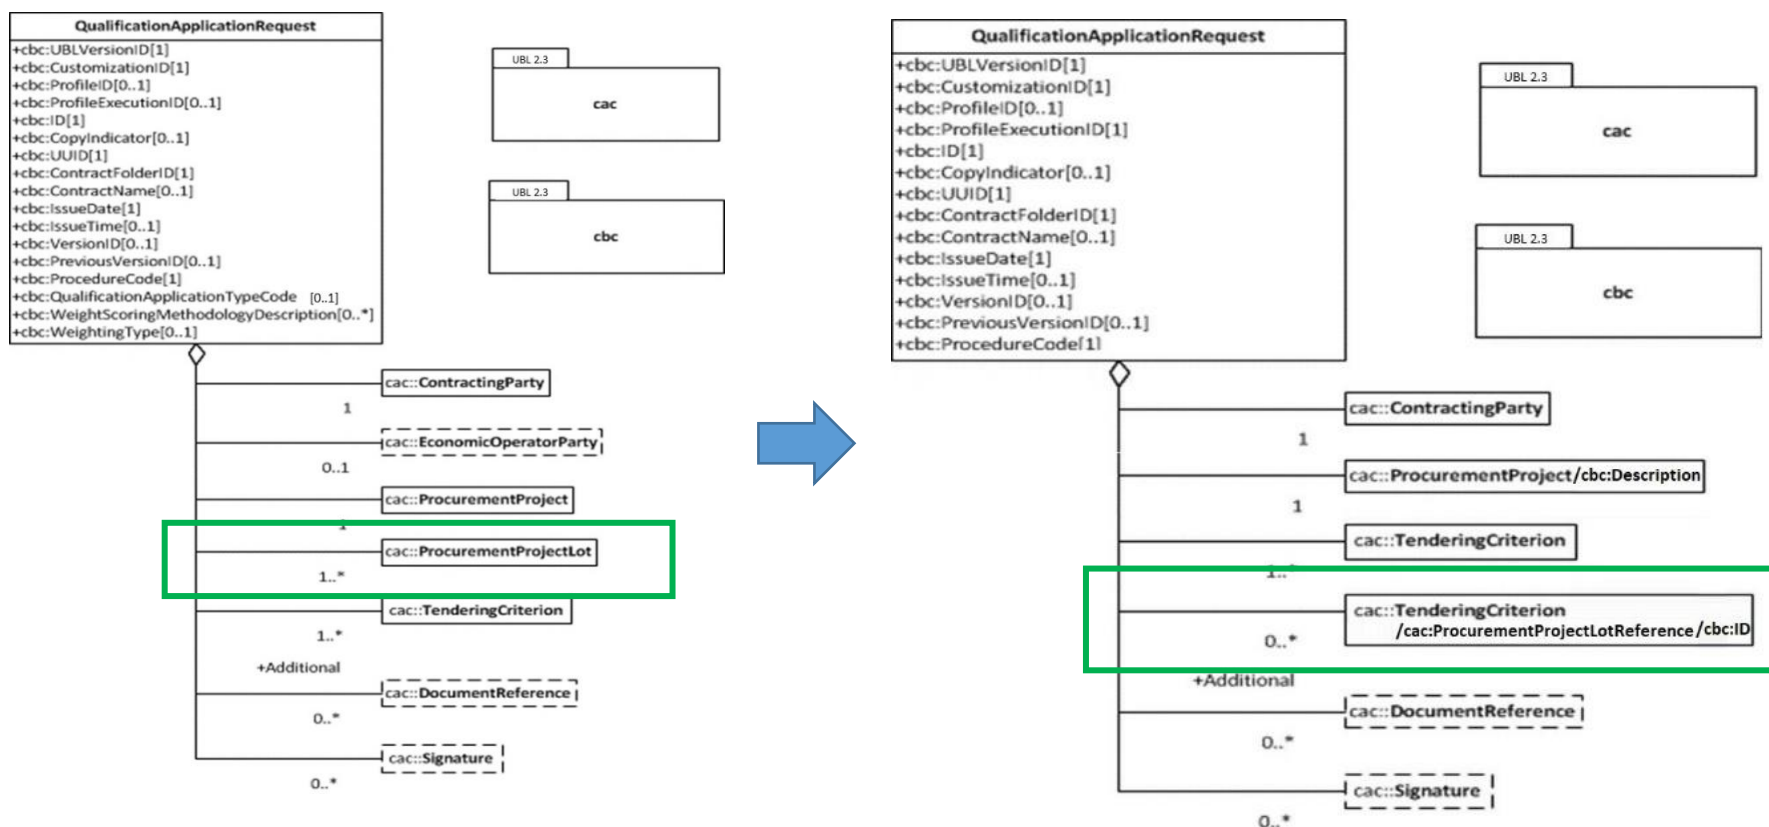 QualificationApplicationRequest
+cbc:UBLVersionID[1]
+cbc:CustomizationID[1]
+cbc:ProfileID[0..1]
+cbc:ProfileExecutionID[0..1]
+cbc:ID[1]
+cbc:CopyIndicator[0..1]
+cbc:UUID[1]
+cbc:ContractFolderID[1]
+cbc:ContractName[0..1]
+cbc:IssueDate[1]
+cbc:IssueTime[0..1]
+cbc:VersionID[0..1]
+cbc:PreviousVersionID[0..1]
+cbc:ProcedureCode[1]
+cbc:QualificationApplicationTypeCode [0..1]
+cbc:WeightScoringMethodologyDescription[0..*]
+cbc:WeightingType[0..1]
UBL 2.3
cac
UBL 2.3
cbc
cac::ContractingParty
1
cac::EconomicOperatorParty
0..1
cac::ProcurementProject
1
cac::ProcurementProjectLot
1..*
cac::TenderingCriterion
1..*
+Additional
cac::DocumentReference
0..*
cac::Signature
0..*
QualificationApplicationRequest
+cbc:UBLVersionID[1]
+cbc:CustomizationID[1]
+cbc:ProfileID[0..1]
+cbc:ProfileExecutionID[1]
+cbc:ID[1]
+cbc:CopyIndicator[0..1]
+cbc:UUID[1]
+cbc:ContractFolderID[1]
+cbc:ContractName[0..1]
+cbc:IssueDate[1]
+cbc:IssueTime[0..1]
+cbc:VersionID[0..1]
+cbc:PreviousVersionID[0..1]
+cbc:ProcedureCode[1]
UBL 2.3
cac
UBL 2.3
cbc
cac::ContractingParty
1
cac::ProcurementProject/cbc:Description
1
cac::TenderingCriterion
1..*
cac::TenderingCriterion
/cac:ProcurementProjectLotReference/cbc:ID
0..*
+Additional
cac::DocumentReference
0..*
cac::Signature
0..*